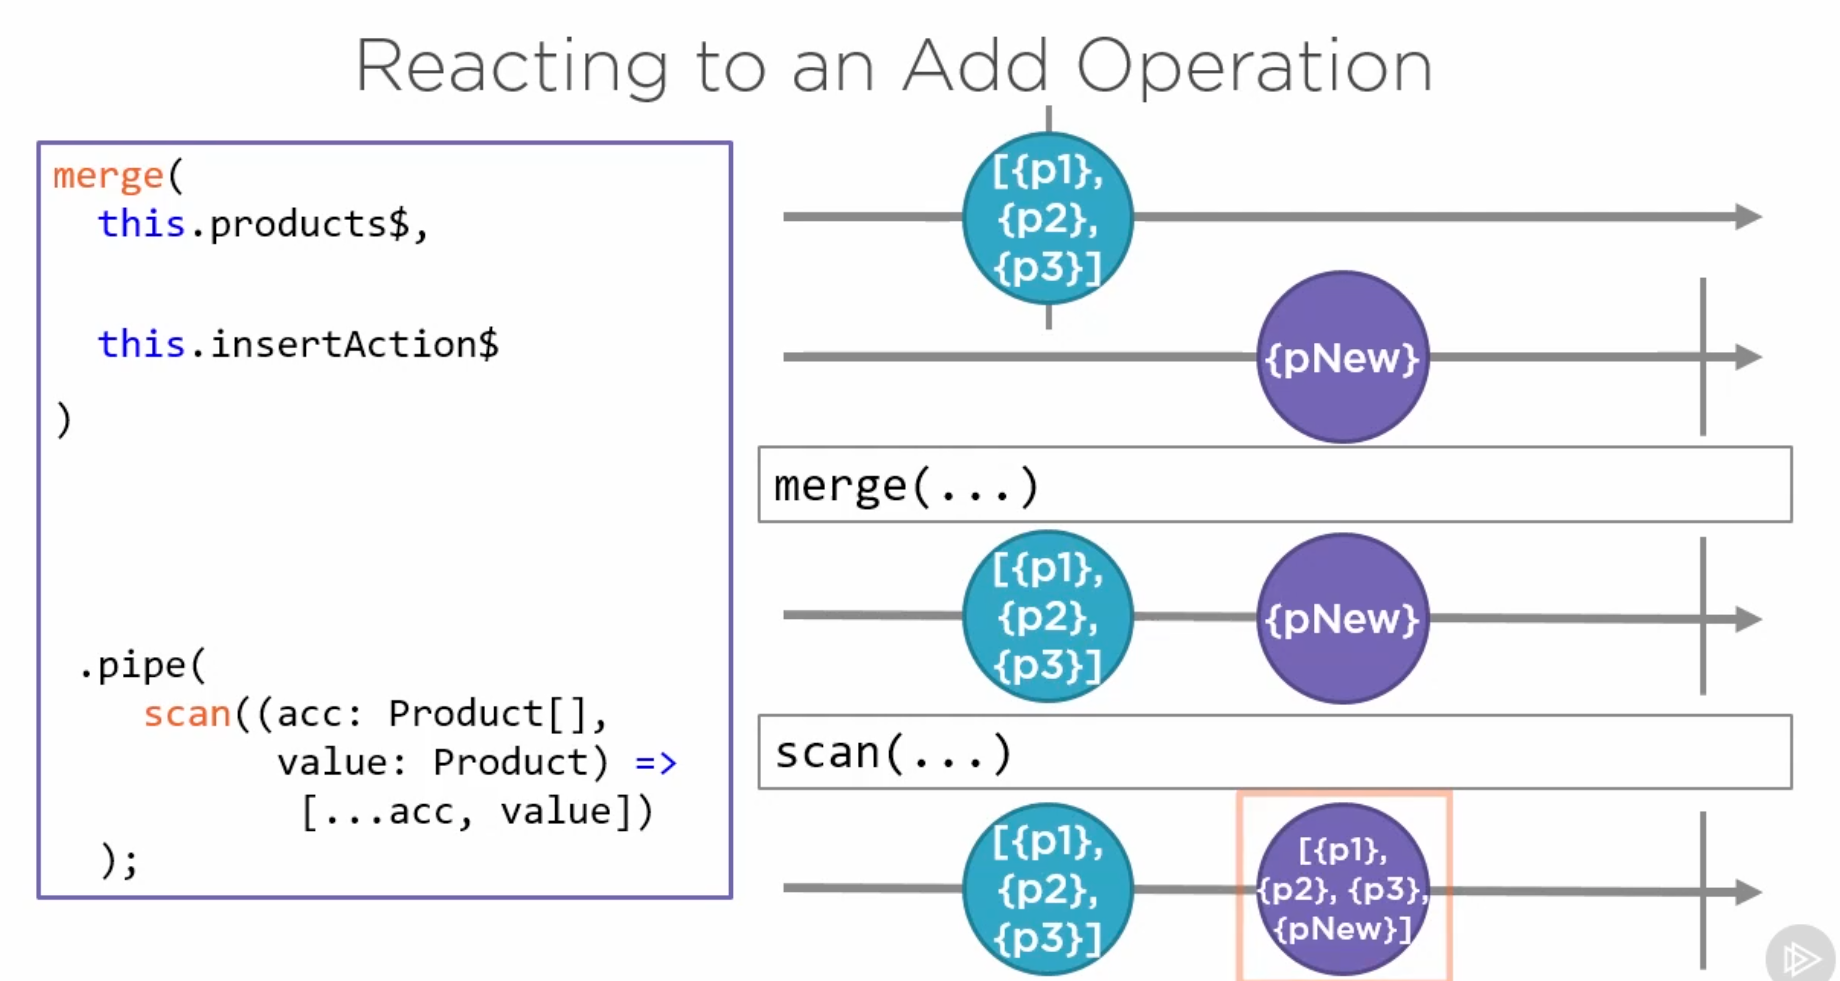 Reacting to an Add Operation
merge(
this.products$,
this.insertAction$
)
.pipe(
scan((acc: Product[],
value: Product) =>
[...acc, value])
);
[{p1},
{p2},
{p3}]
{pNew}
merge(...)
[{p1},
{p2},
{p3}]
{pNew}
scan(...)
[{p1},
{p2},
{p3}]
[{p1},
{p2}, {p3},
{pNew}]